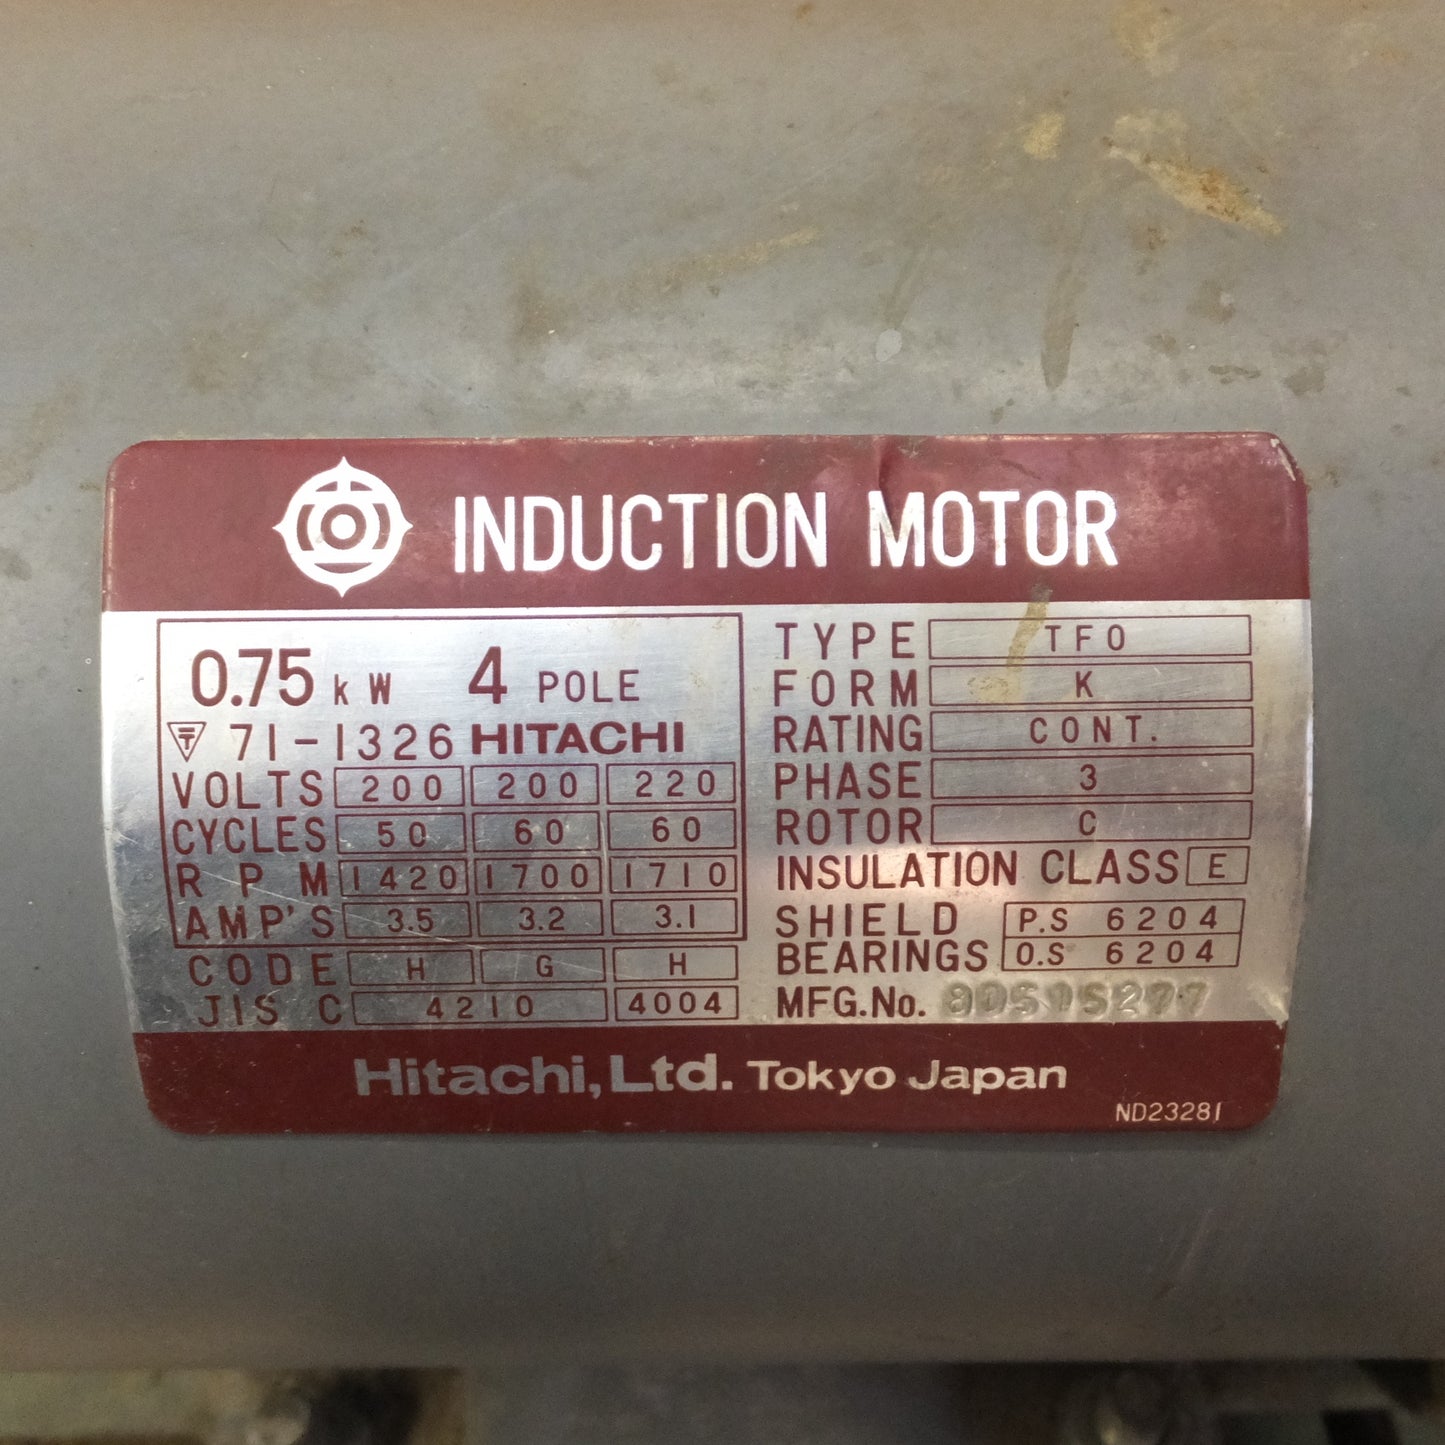 INDUCTION MOTOR
0.75 kW 4 POLE
〒 71-1326 HITACHI
VOLTS 200 200 220
CYCLES 50 60 60
RPM 1420 1700 1710
AMP'S 3.5 3.2 3.1
CODE H G H
JIS C 4210 4004
TYPE TFO
FORM K
RATING CONT.
PHASE 3
ROTOR C
INSULATION CLASS E
SHIELD BEARINGS P.S 6204
O.S 6204
MFG.No.
Hitachi, Ltd. Tokyo Japan
ND23281